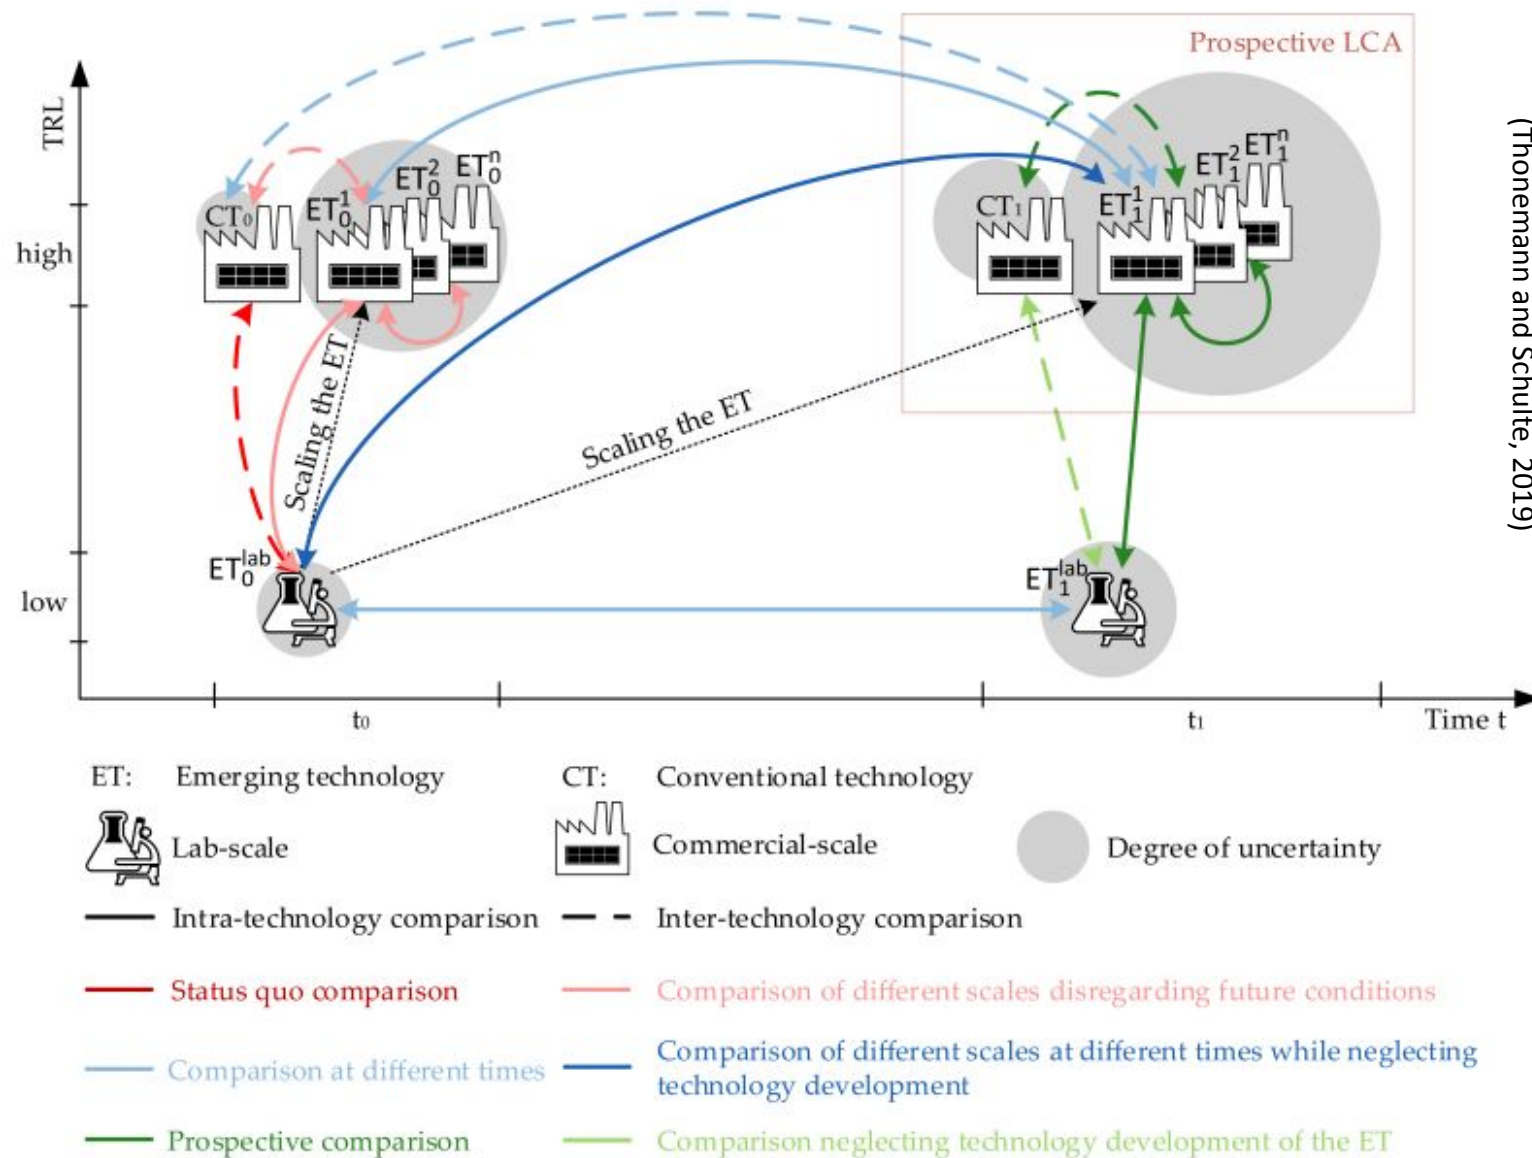 Prospective LCA
TRL
high
low
CT₀
ET₀¹
ET₀²
ET₀ⁿ
CT₁
ET₁¹
ET₁²
ET₁ⁿ
Scaling the ET
Scaling the ET
ET₀ˡᵃᵇ
ET₁ˡᵃᵇ
t₀
t₁
Time t
(Thonemann and Schulte, 2019)
ET: Emerging technology
CT: Conventional technology
Lab-scale
Commercial-scale
Degree of uncertainty
Intra-technology comparison
Inter-technology comparison
Status quo comparison
Comparison of different scales disregarding future conditions
Comparison at different times
Comparison of different scales at different times while neglecting
technology development
Prospective comparison
Comparison neglecting technology development of the ET